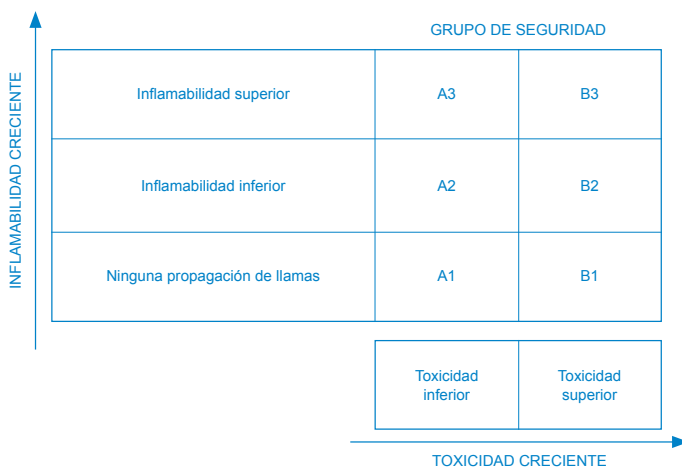 GRUPO DE SEGURIDAD
INFLAMABILIDAD CRECIENTE
Inflamabilidad superior
A3
B3
Inflamabilidad inferior
A2
B2
Ninguna propagación de llamas
A1
B1
Toxicidad
inferior
Toxicidad
superior
TOXICIDAD CRECIENTE